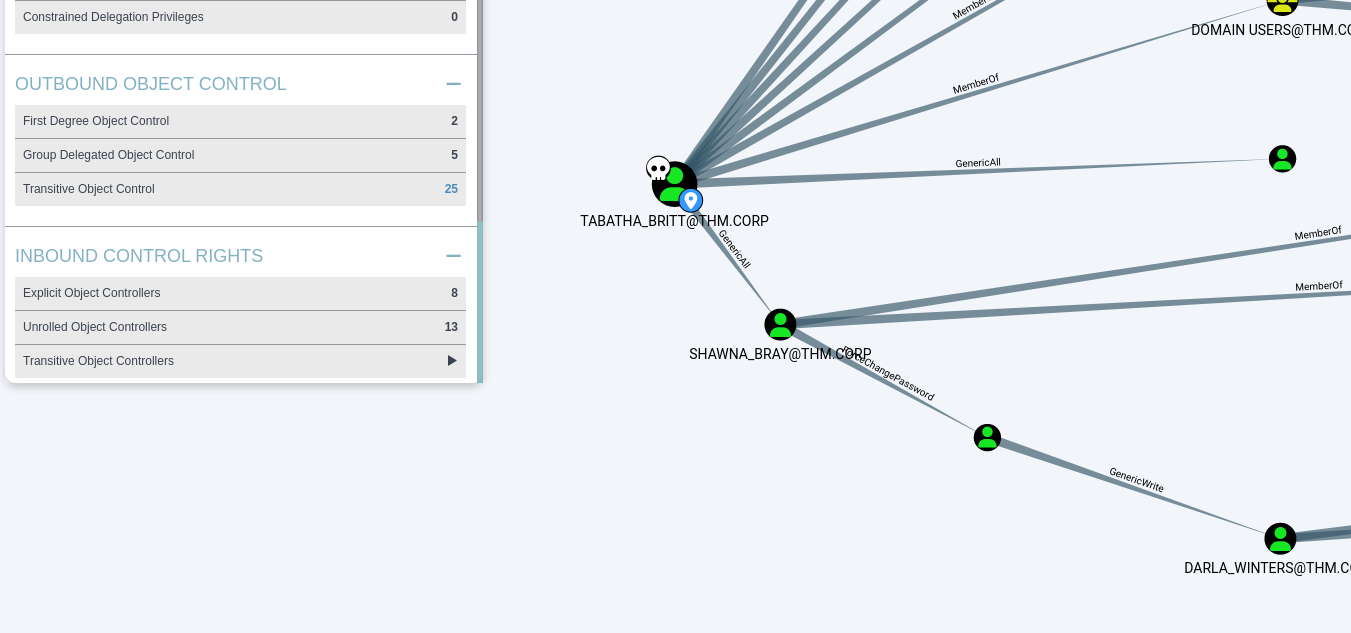 Constrained Delegation Privileges 0
OUTBOUND OBJECT CONTROL
First Degree Object Control 2
Group Delegated Object Control 5
Transitive Object Control 25
INBOUND CONTROL RIGHTS
Explicit Object Controllers 8
Unrolled Object Controllers 13
Transitive Object Controllers
DOMAIN USERS@THM.CO
MemberOf
GenericAll
TABATHA_BRITT@THM.CORP
GenericAll
MemberOf
MemberOf
SHAWNA_BRAY@THM.CORP
ForceChangePassword
GenericWrite
DARLA_WINTERS@THM.CO